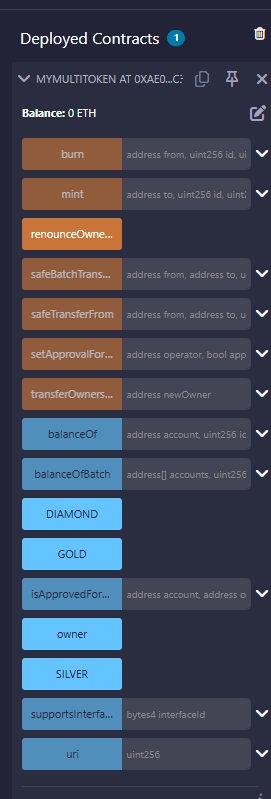 Deployed Contracts 1
MYMULTITOKEN AT 0XAE0...C
Balance: 0 ETH
burn address from, uint256 id, ui
mint address to, uint256 id, uint
renounceOwne...
safeBatchTrans... address from, address to, u
safeTransferFrom address from, address to, u
setApprovalFor... address operator, bool app
transferOwners... address newOwner
balanceOf address account, uint256 id
balanceOfBatch address[] accounts, uint256
DIAMOND
GOLD
isApprovedFor... address account, address o
owner
SILVER
supportsInterfa... bytes4 interfaceId
uri uint256